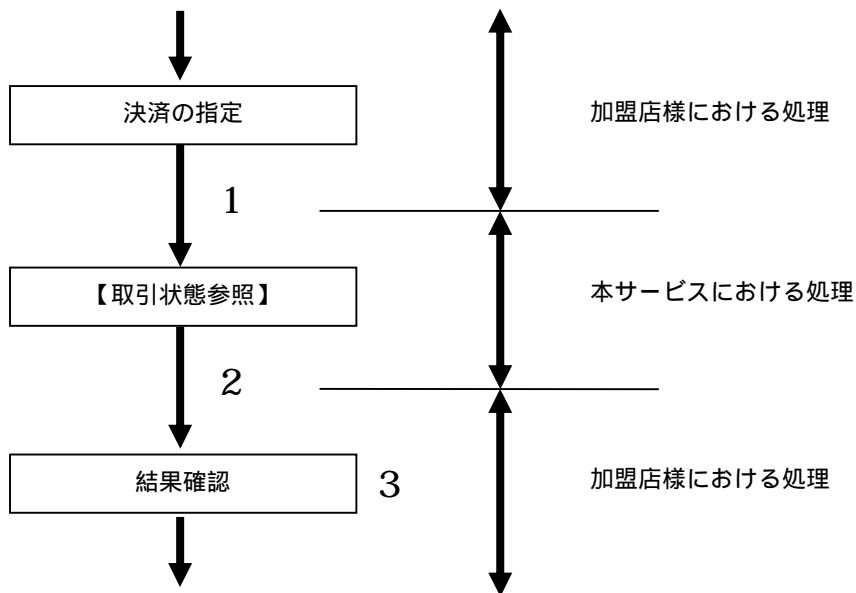 決済の指定
加盟店様における処理
1
【取引状態参照】
本サービスにおける処理
2
結果確認
3
加盟店様における処理